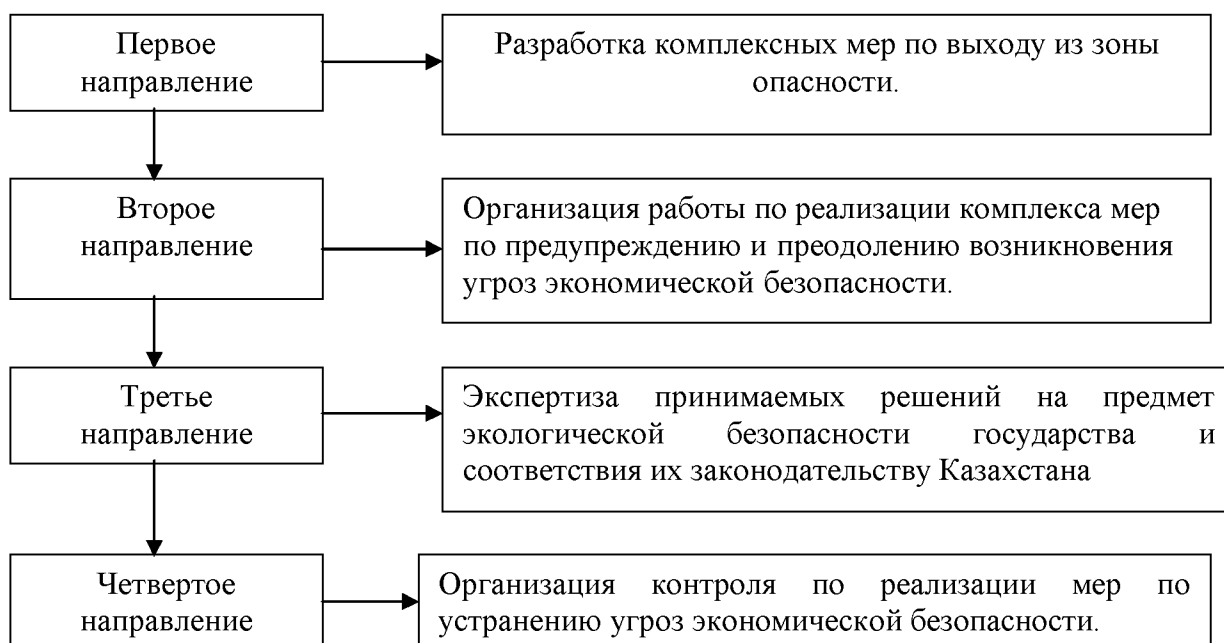 Первое
направление
Разработка комплексных мер по выходу из зоны
опасности.
Второе
направление
Организация работы по реализации комплекса мер
по предупреждению и преодолению возникновения
угроз экономической безопасности.
Третье
направление
Экспертиза принимаемых решений на предмет
экологической безопасности государства и
соответствия их законодательству Казахстана
Четвертое
направление
Организация контроля по реализации мер по
устранению угроз экономической безопасности.